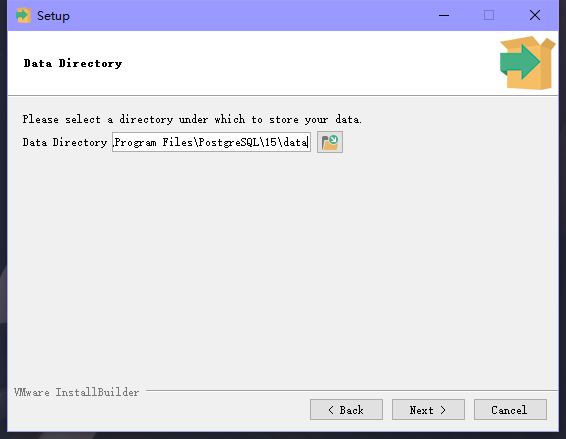 Setup
Data Directory
Please select a directory under which to store your data.
Data Directory Program Files\PostgreSQL\15\data
VMware InstallBuilder
< Back Next > Cancel